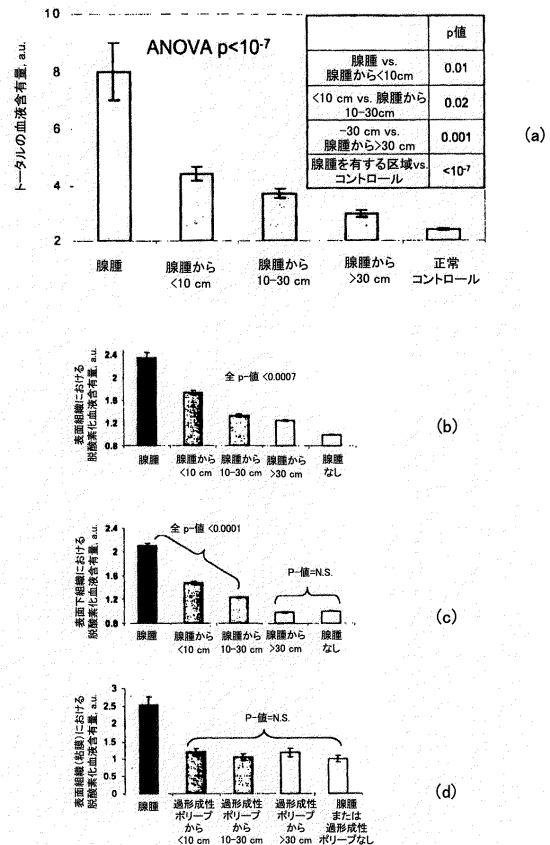 10
8
6
4
2
トータルの血液含有量, a.u.
ANOVA p<10-7
p値
腺腫 vs.
腺腫から<10cm
0.01
<10 cm vs. 腺腫から
10-30cm
0.02
-30 cm vs.
腺腫から>30 cm
0.001
腺腫を有する区域vs.
コントロール
<10-7
腺腫
腺腫から
<10 cm
腺腫から
10-30 cm
腺腫から
>30 cm
正常
コントロール
(a)
表面組織における
脱酸素化血液含有量, a.u.
2.4
2
1.6
1.2
0.8
全 p-値 <0.0007
腺腫
腺腫から
<10 cm
腺腫から
10-30 cm
腺腫から
>30 cm
腺腫
なし
(b)
表面下組織における
脱酸素化血液含有量, a.u.
2.4
2
1.6
1.2
0.8
全 p-値 <0.0001
P-値=N.S.
腺腫
腺腫から
<10 cm
腺腫から
10-30 cm
腺腫から
>30 cm
腺腫
なし
(c)
表面組織(粘膜)における
脱酸素化血液含有量, a.u.
3
2.5
2
1.5
1
0.5
0
P-値=N.S.
腺腫
過形成性
ポリープ
から
<10 cm
過形成性
ポリープ
から
10-30 cm
過形成性
ポリープ
から
>30 cm
腺腫
または
過形成性
ポリープなし
(d)